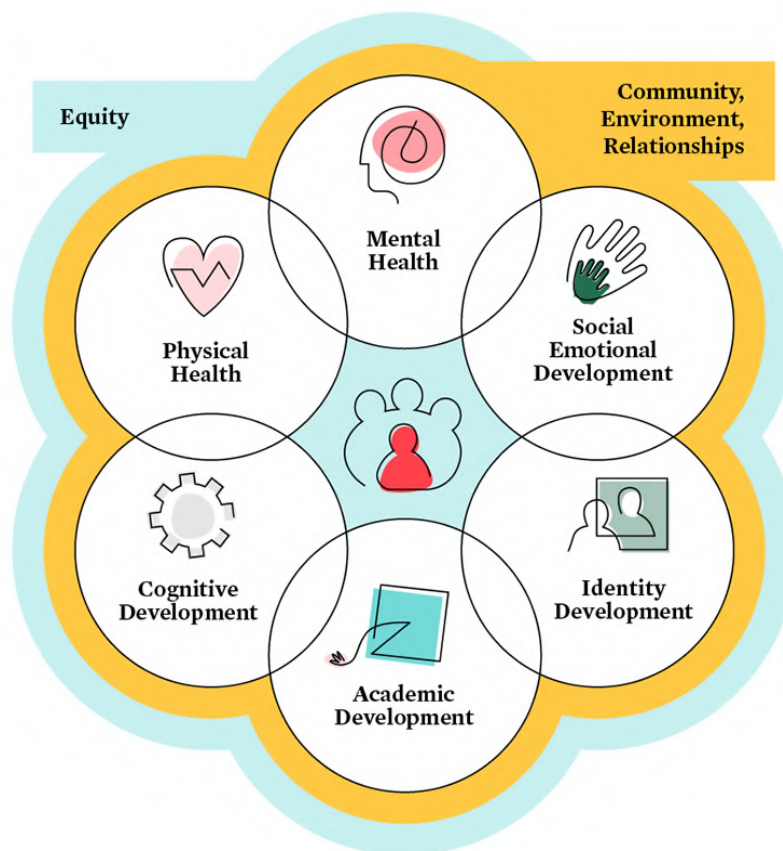 Equity
Community,
Environment,
Relationships
Mental
Health
Physical
Health
Social
Emotional
Development
Cognitive
Development
Identity
Development
Academic
Development